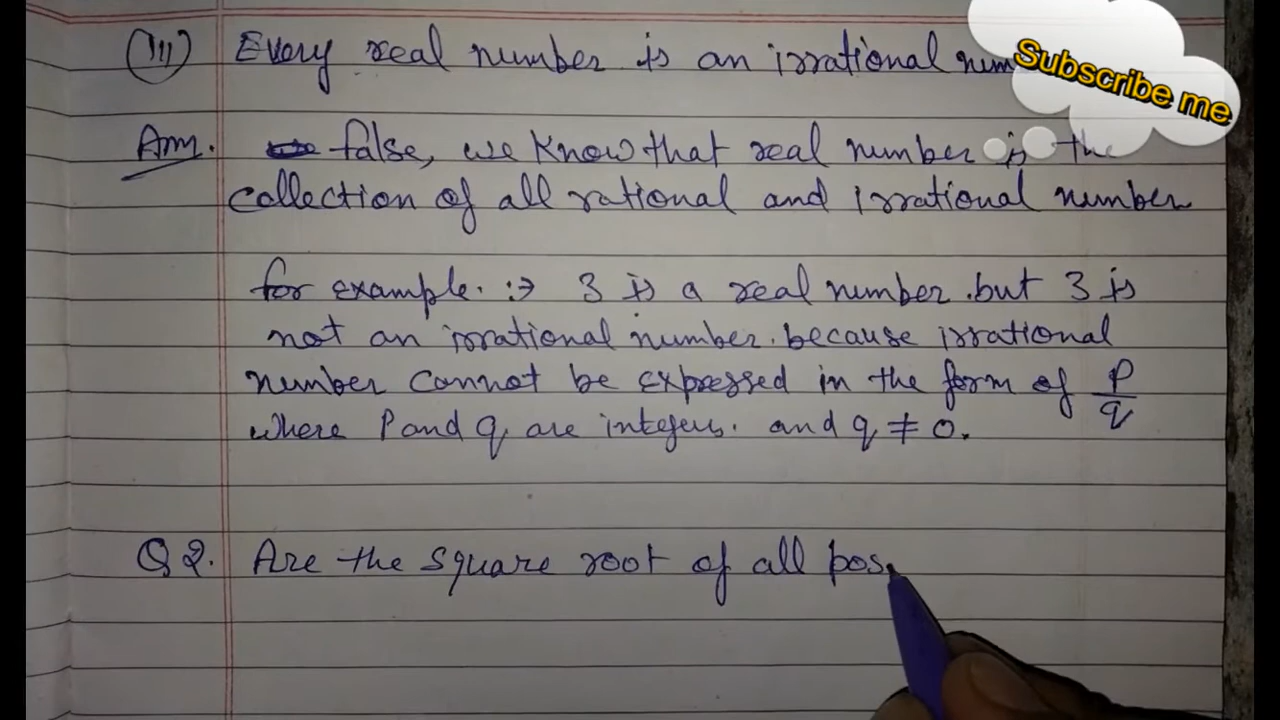 (III) Every real number is an irrational num
Subscribe me
Ans. false, we know that real number is the
collection of all rational and irrational number
for example. :→ 3 is a real number. but 3 is
not an irrational number. because irrational
number cannot be expressed in the form of P/q
where P and q are integers. and q ≠ 0.
Q 2. Are the square root of all pos